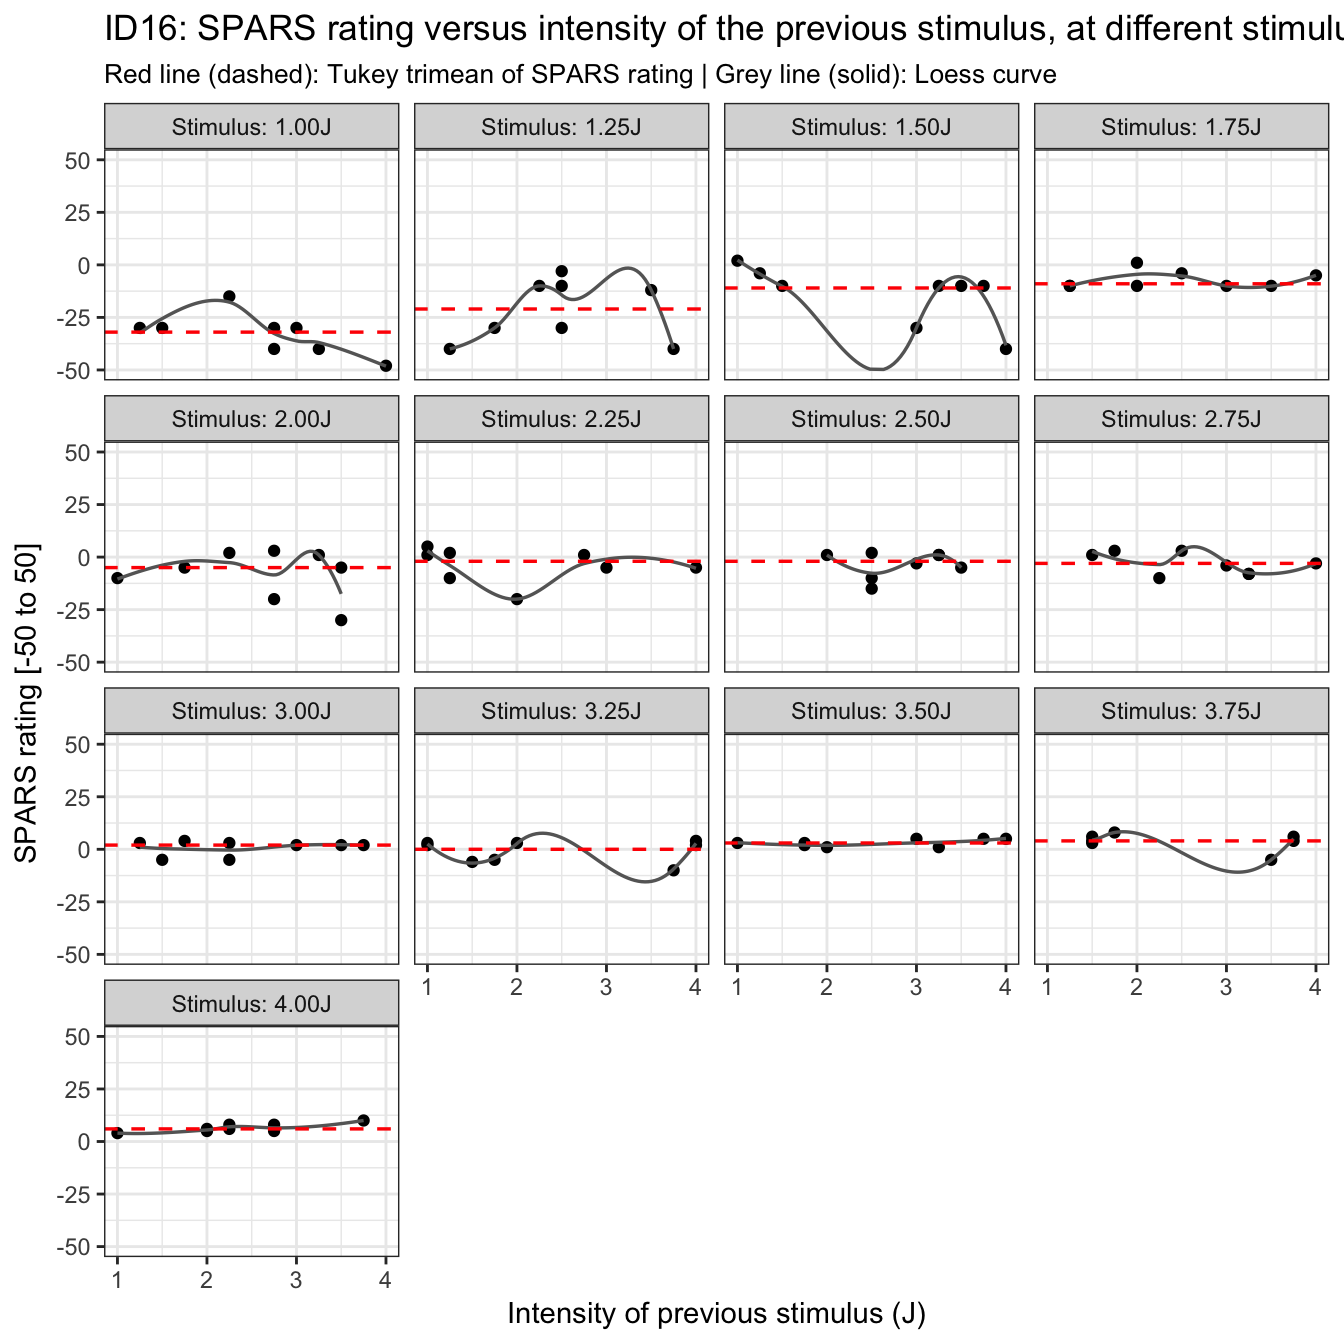 ID16: SPARS rating versus intensity of the previous stimulus, at different stimulu
Red line (dashed): Tukey trimean of SPARS rating | Grey line (solid): Loess curve
Stimulus: 1.00J
Stimulus: 1.25J
Stimulus: 1.50J
Stimulus: 1.75J
50
25
0
-25
-50
Stimulus: 2.00J
Stimulus: 2.25J
Stimulus: 2.50J
Stimulus: 2.75J
50
25
0
-25
-50
Stimulus: 3.00J
Stimulus: 3.25J
Stimulus: 3.50J
Stimulus: 3.75J
50
25
0
-25
-50
1 2 3 4
1 2 3 4
1 2 3 4
Stimulus: 4.00J
50
25
0
-25
-50
1 2 3 4
Intensity of previous stimulus (J)
SPARS rating [-50 to 50]